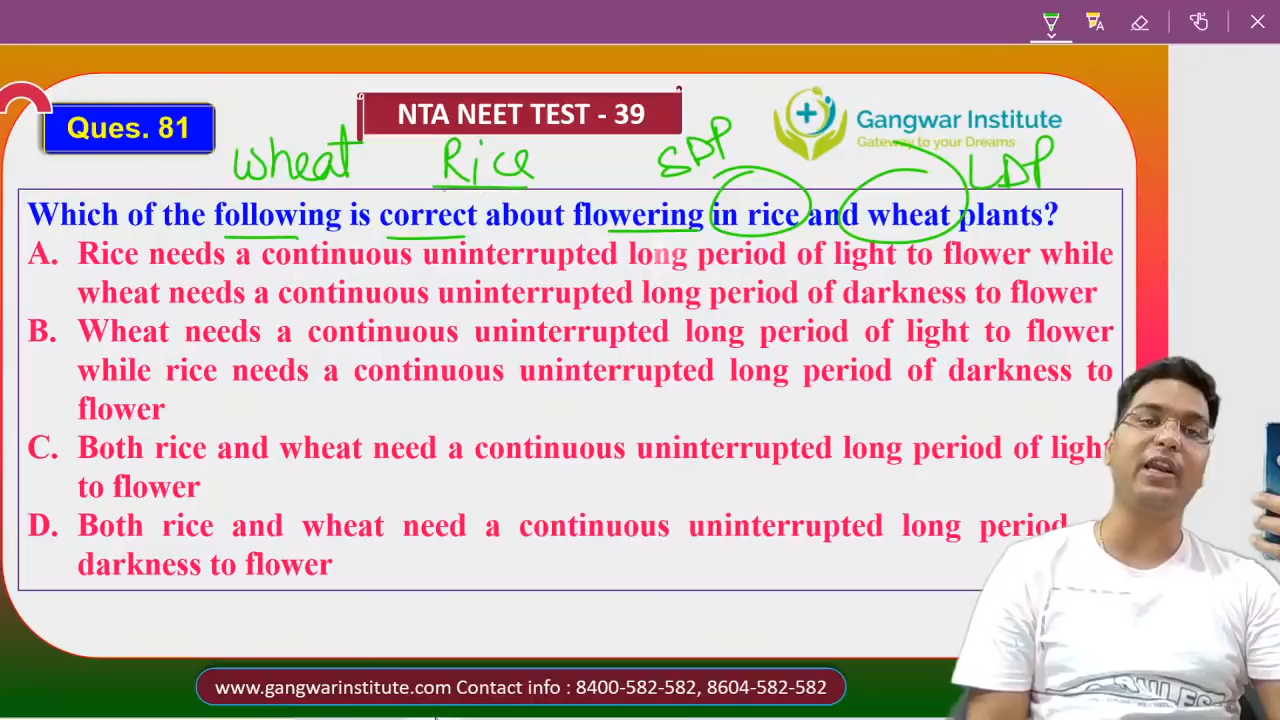 NTA NEET TEST - 39
Ques. 81
Gangwar Institute
Gateway to your Dreams
wheat Rice SDP LDP
Which of the following is correct about flowering in rice and wheat plants?
A. Rice needs a continuous uninterrupted long period of light to flower while
wheat needs a continuous uninterrupted long period of darkness to flower
B. Wheat needs a continuous uninterrupted long period of light to flower
while rice needs a continuous uninterrupted long period of darkness to
flower
C. Both rice and wheat need a continuous uninterrupted long period of light
to flower
D. Both rice and wheat need a continuous uninterrupted long period
darkness to flower
www.gangwarinstitute.com Contact info : 8400-582-582, 8604-582-582